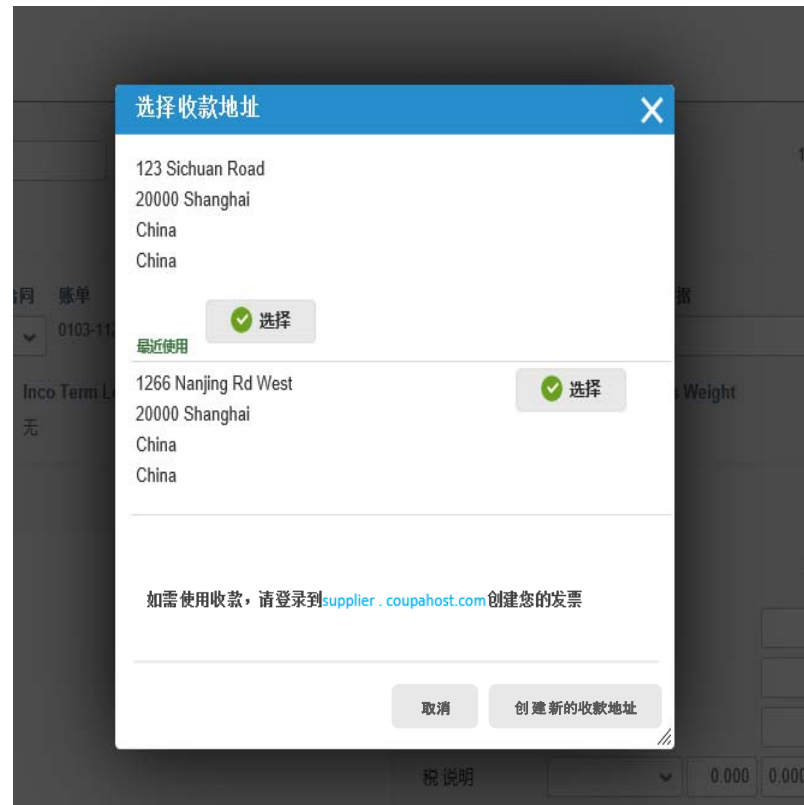 选择收款地址
123 Sichuan Road
20000 Shanghai
China
China
选择
最近使用
1266 Nanjing Rd West
选择
20000 Shanghai
China
China
如需使用收款，请登录到supplier . coupahost.com创建您的发票
取消 创建新的收款地址
账单
0103-112
Inco Term
无
Weight
税 说明
0.000 0.000